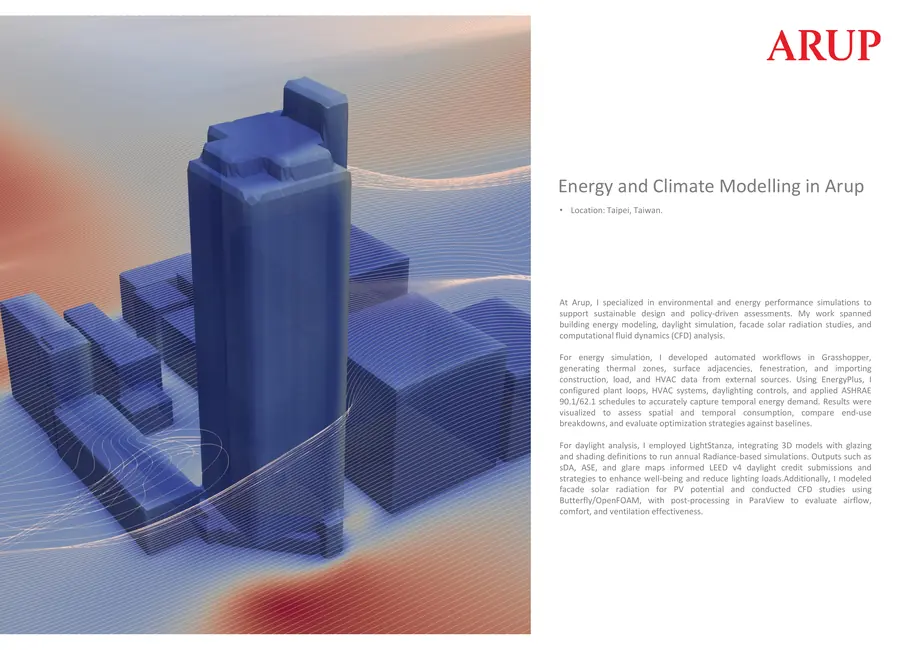 ARUP
Energy and Climate Modelling in Arup
• Location: Taipei, Taiwan.
At Arup, I specialized in environmental and energy performance simulations to
support sustainable design and policy-driven assessments. My work spanned
building energy modeling, daylight simulation, facade solar radiation studies, and
computational fluid dynamics (CFD) analysis.
For energy simulation, I developed automated workflows in Grasshopper,
generating thermal zones, surface adjacencies, fenestration, and importing
construction, load, and HVAC data from external sources. Using EnergyPlus, I
configured plant loops, HVAC systems, daylighting controls, and applied ASHRAE
90.1/62.1 schedules to accurately capture temporal energy demand. Results were
visualized to assess spatial and temporal consumption, compare end-use
breakdowns, and evaluate optimization strategies against baselines.
For daylight analysis, I employed LightStanza, integrating 3D models with glazing
and shading definitions to run annual Radiance-based simulations. Outputs such as
sDA, ASE, and glare maps informed LEED v4 daylight credit submissions and
strategies to enhance well-being and reduce lighting loads.Additionally, I modeled
facade solar radiation for PV potential and conducted CFD studies using
Butterfly/OpenFOAM, with post-processing in ParaView to evaluate airflow,
comfort, and ventilation effectiveness.